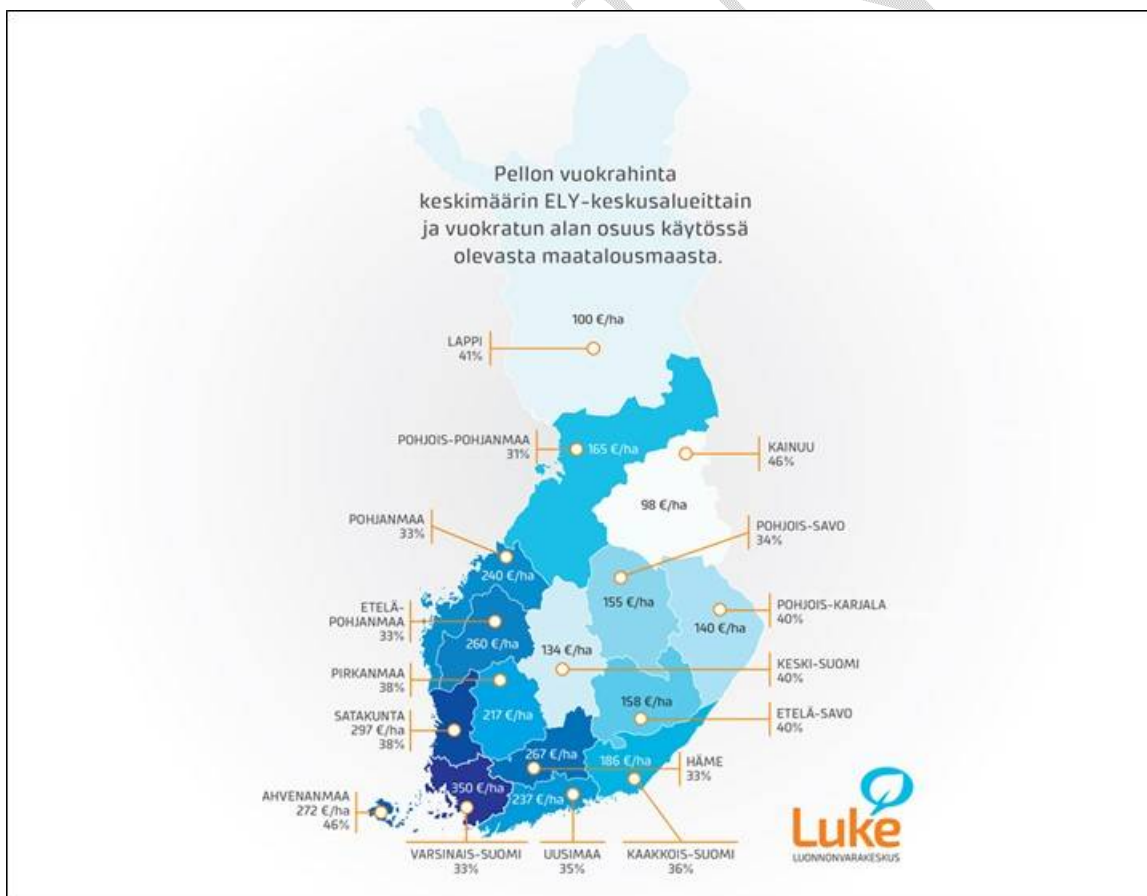 Pellon vuokrahinta
keskimäärin ELY-keskusalueittain
ja vuokratun alan osuus käytössä
olevasta maatalousmaasta.
100 €/ha
LAPPI
41%
POHJOIS-POHJANMAA
31%
165 €/ha
KAINUU
46%
98 €/ha
POHJANMAA
33%
240 €/ha
POHJOIS-SAVO
34%
155 €/ha
ETELÄ-
POHJANMAA
33%
260 €/ha
POHJOIS-KARJALA
40%
140 €/ha
134 €/ha
KESKI-SUOMI
40%
PIRKANMAA
38%
217 €/ha
158 €/ha
ETELÄ-SAVO
40%
SATAKUNTA
297 €/ha
38%
267 €/ha
HÄME
33%
186 €/ha
350 €/ha
237 €/ha
AHVENANMAA
272 €/ha
46%
VARSINAIS-SUOMI
33%
UUSIMAA
35%
KAAKKOIS-SUOMI
36%
Luke
LUONNONVARAKESKUS